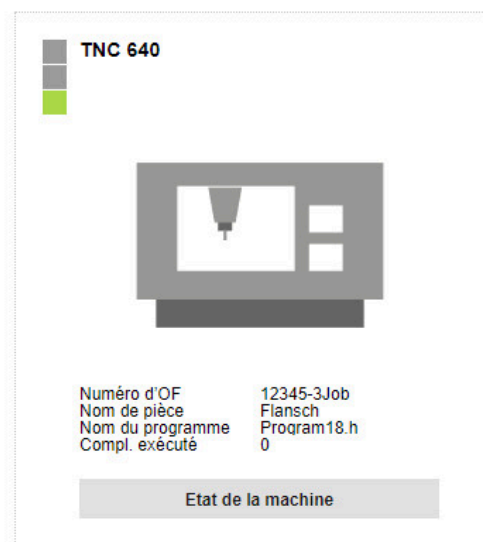 TNC 640
Numéro d'OF 12345-3Job
Nom de pièce Flansch
Nom du programme Program18.h
Compl. exécuté 0
Etat de la machine